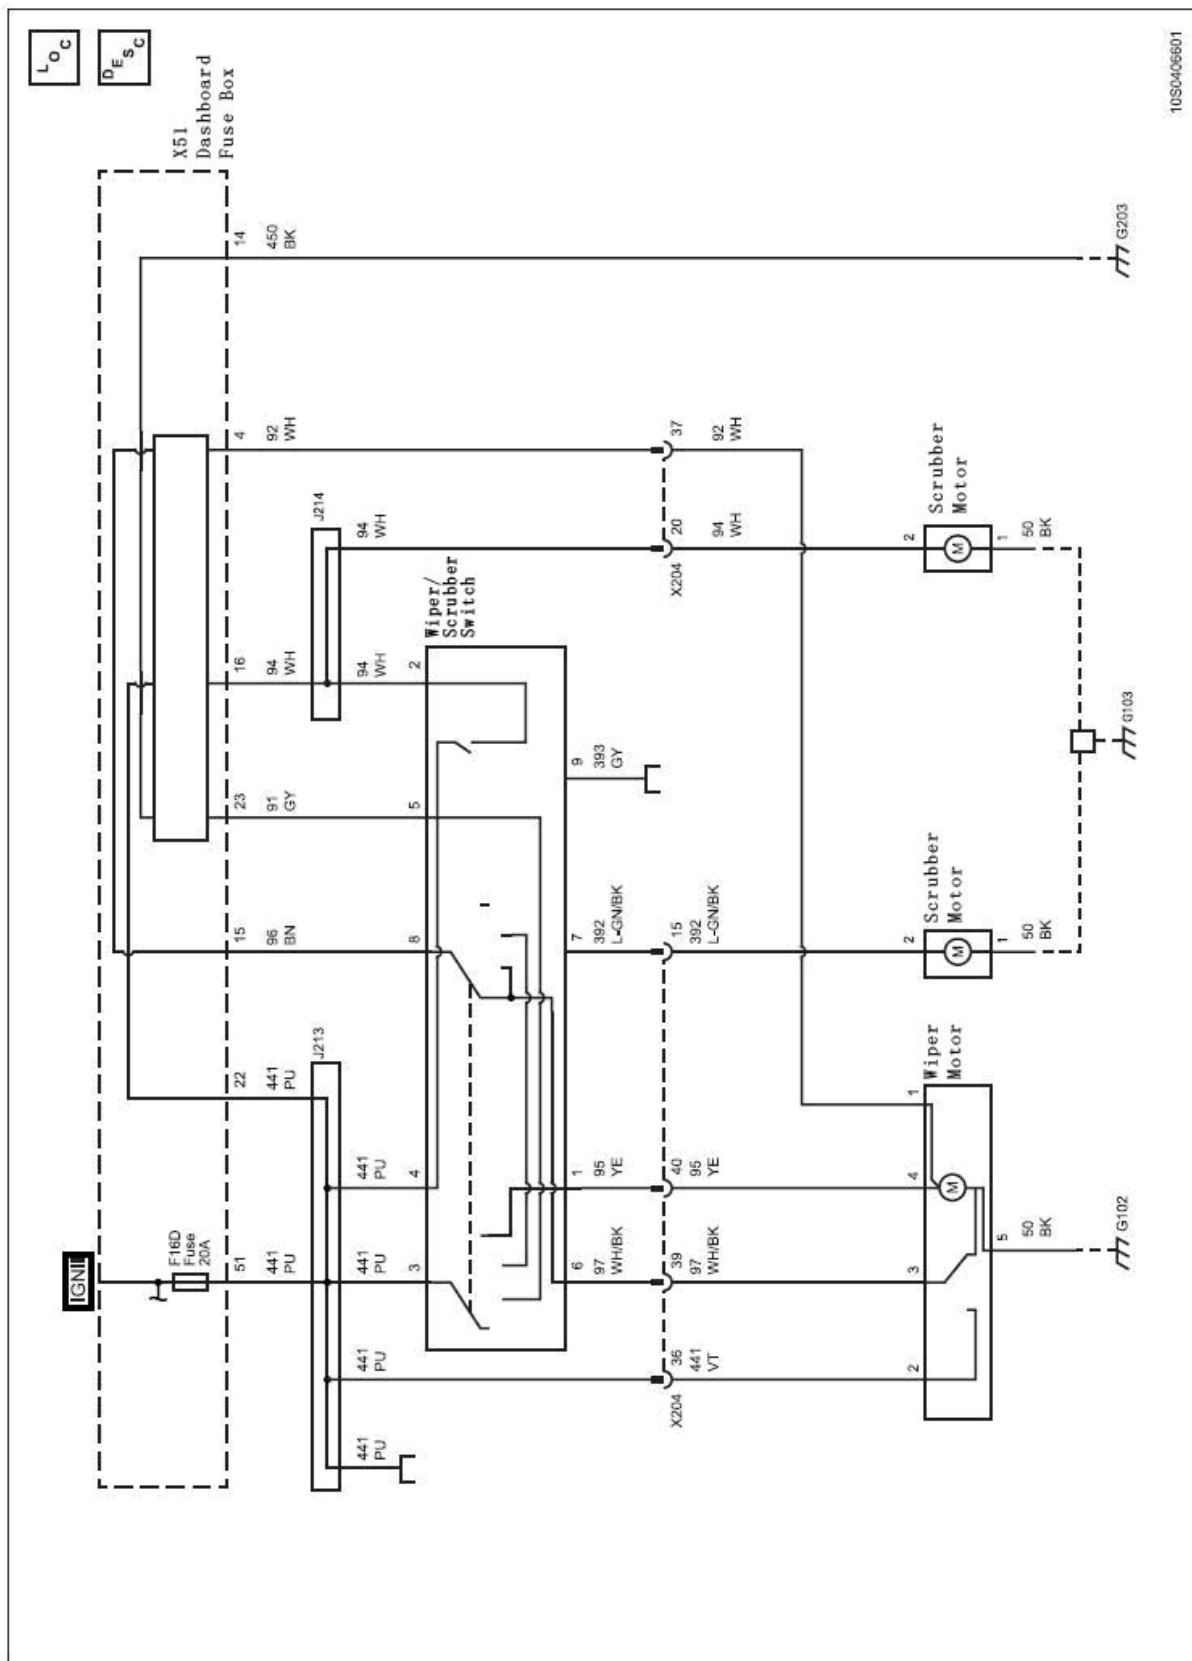 LOC
DESC
X51
Dashboard
Fuse Box
IGNII
F16D
Fuse
20A
51
22
15
23
16
4
14
441
PU
441
PU
96
BN
91
GY
94
WH
92
WH
450
BK
J213
J214
441
PU
441
PU
441
PU
441
PU
94
WH
94
WH
3
4
8
5
2
Wiper/
Scrubber
Switch
6
1
7
9
97
WH/BK
95
YE
392
L-GN/BK
393
GY
X204
36
39
40
15
X204
20
37
441
VT
97
WH/BK
95
YE
392
L-GN/BK
94
WH
92
WH
2
3
4
1
Wiper
Motor
M
5
50
BK
G102
2
Scrubber
Motor
M
1
50
BK
2
Scrubber
Motor
M
1
50
BK
G103
G203
10S0406601